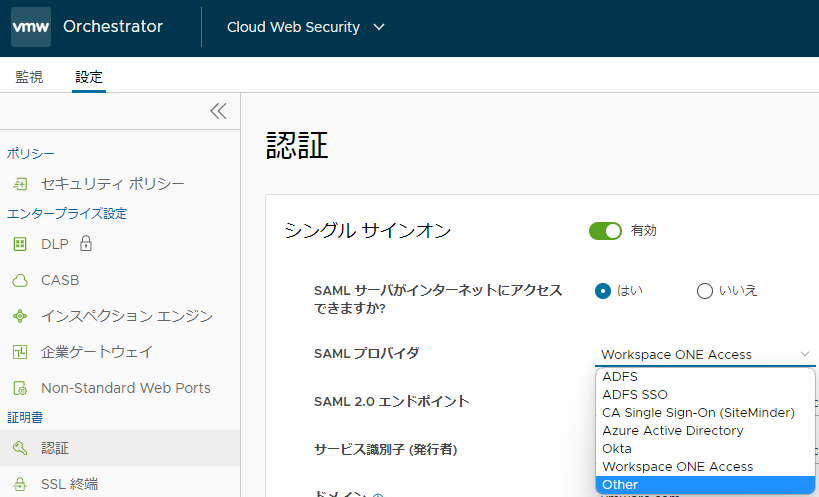 vmw Orchestrator Cloud Web Security
監視 設定
ポリシー
セキュリティ ポリシー
エンタープライズ設定
DLP
CASB
インスペクション エンジン
企業ゲートウェイ
Non-Standard Web Ports
証明書
認証
SSL 終端
認証
シングル サインオン 有効
SAML サーバがインターネットにアクセス
できますか?
はい いいえ
SAML プロバイダ Workspace ONE Access
ADFS
ADFS SSO
CA Single Sign-On (SiteMinder)
Azure Active Directory
Okta
Workspace ONE Access
Other
SAML 2.0 エンドポイント
サービス識別子 (発行者)
ドメイン